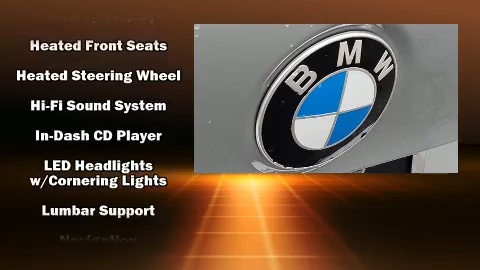 Heated Front Seats
Heated Steering Wheel
Hi-Fi Sound System
In-Dash CD Player
LED Headlights
w/Cornering Lights
Lumbar Support
Navigation
BMW